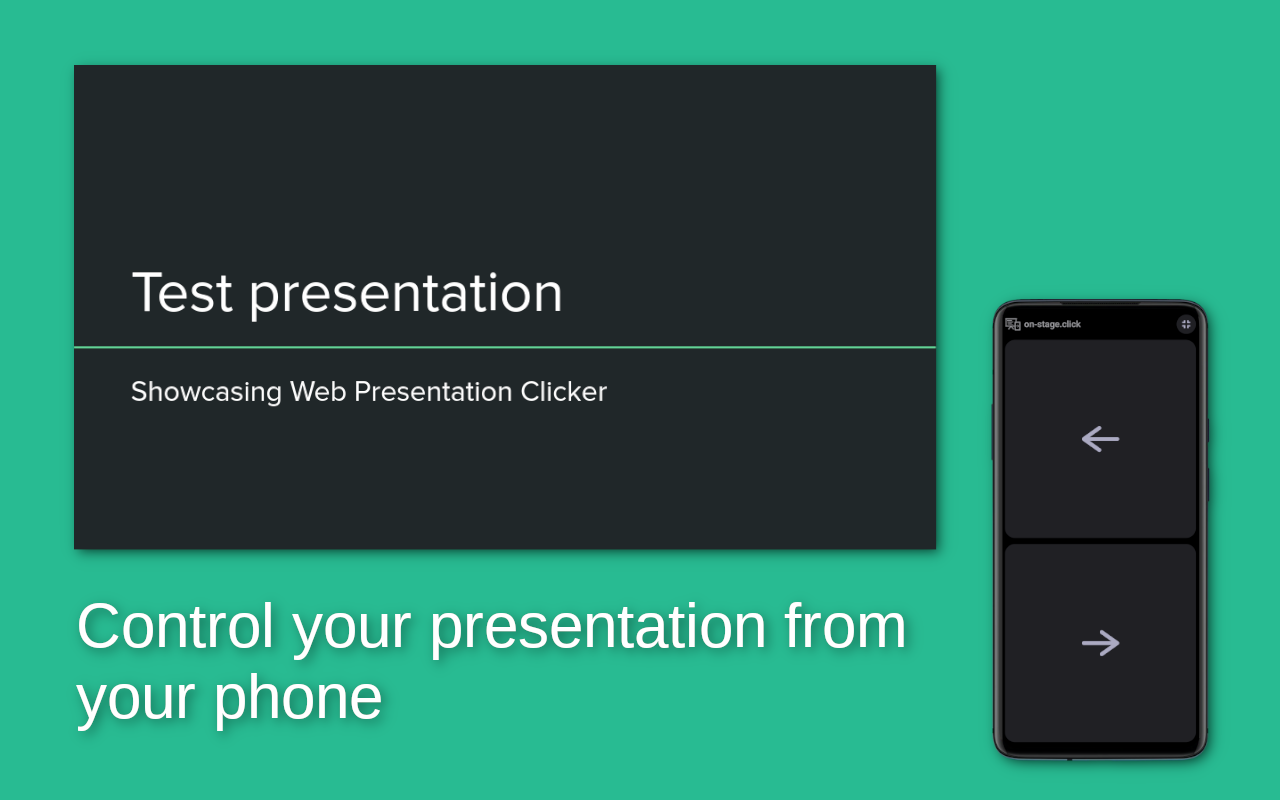 Test presentation
Showcasing Web Presentation Clicker
on-stage.click
Control your presentation from
your phone